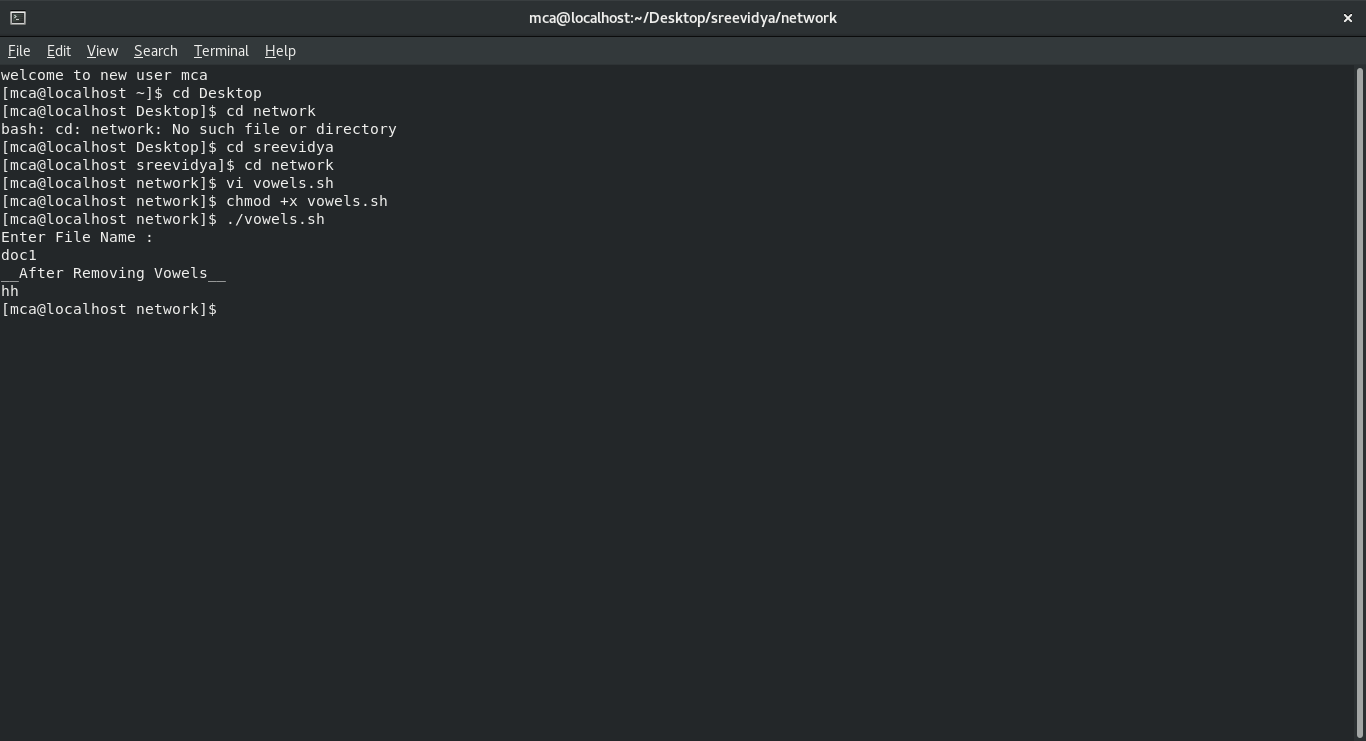 mca@localhost:~/Desktop/sreevidya/network ×
File Edit View Search Terminal Help
welcome to new user mca
[mca@localhost ~]$ cd Desktop
[mca@localhost Desktop]$ cd network
bash: cd: network: No such file or directory
[mca@localhost Desktop]$ cd sreevidya
[mca@localhost sreevidya]$ cd network
[mca@localhost network]$ vi vowels.sh
[mca@localhost network]$ chmod +x vowels.sh
[mca@localhost network]$ ./vowels.sh
Enter File Name :
doc1
__After Removing Vowels__
hh
[mca@localhost network]$